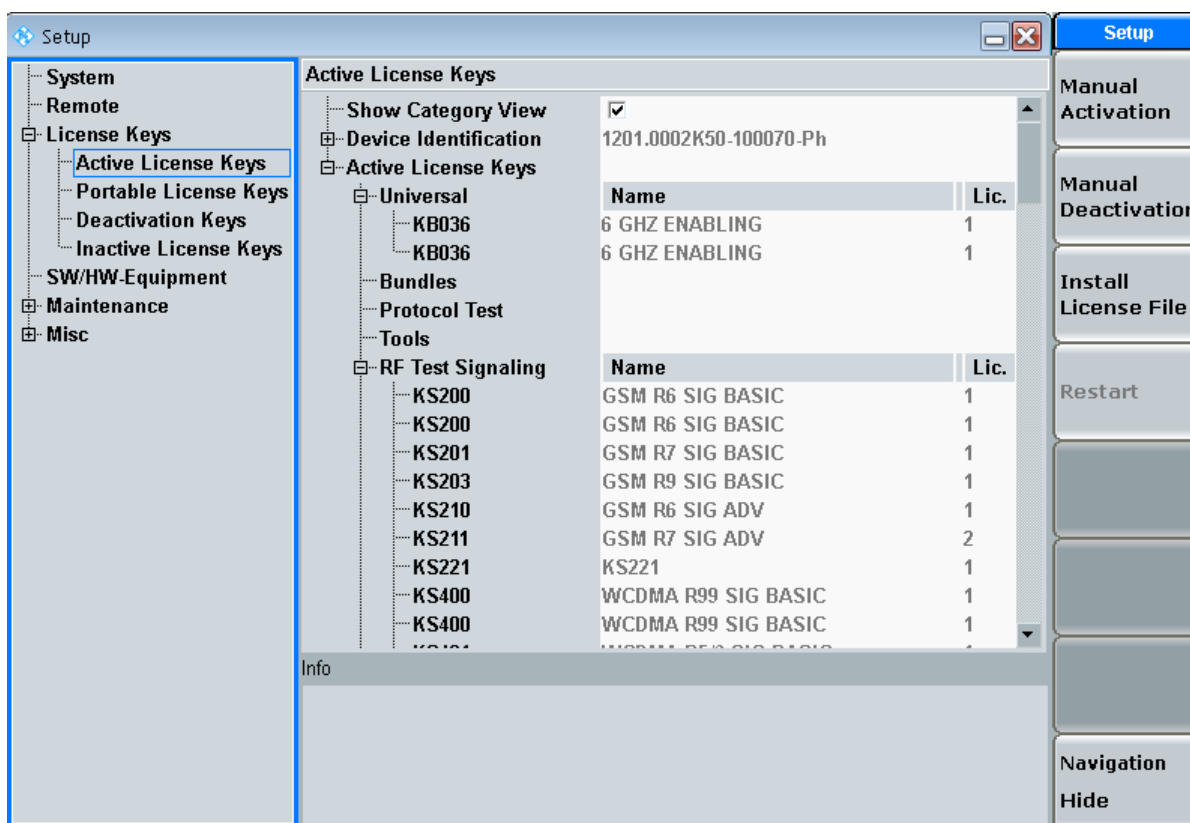 Setup
System
Remote
License Keys
Active License Keys
Portable License Keys
Deactivation Keys
Inactive License Keys
SW/HW-Equipment
Maintenance
Misc
Active License Keys
Show Category View
Device Identification 1201.0002K50-100070-Ph
Active License Keys
Universal Name Lic.
KB036 6 GHZ ENABLING 1
KB036 6 GHZ ENABLING 1
Bundles
Protocol Test
Tools
RF Test Signaling Name Lic.
KS200 GSM R6 SIG BASIC 1
KS200 GSM R6 SIG BASIC 1
KS201 GSM R7 SIG BASIC 1
KS203 GSM R9 SIG BASIC 1
KS210 GSM R6 SIG ADV 1
KS211 GSM R7 SIG ADV 2
KS221 KS221 1
KS400 WCDMA R99 SIG BASIC 1
KS400 WCDMA R99 SIG BASIC 1
Info
Setup
Manual
Activation
Manual
Deactivation
Install
License File
Restart
Navigation
Hide